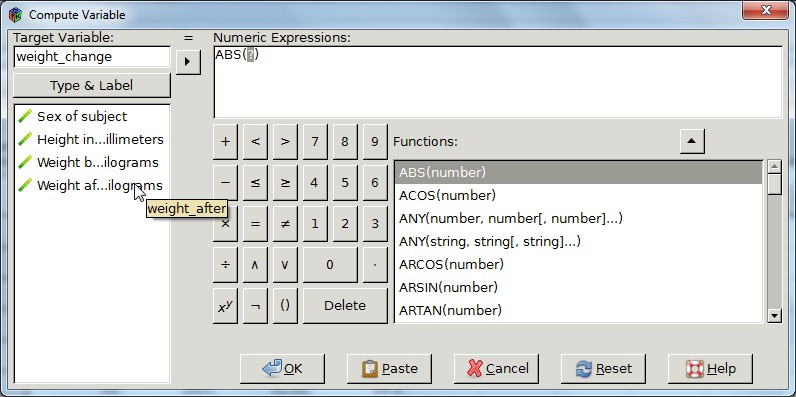 Compute Variable
Target Variable:
=
Numeric Expressions:
weight_change
ABS(?)
Type & Label
Sex of subject
Height in...illimeters
Weight b...ilograms
Weight af...ilograms
weight_after
+ < > 7 8 9
− ≤ ≥ 4 5 6
× = ≠ 1 2 3
÷ ∧ ∨ 0 ·
xʸ ¬ () Delete
Functions:
ABS(number)
ACOS(number)
ANY(number, number[, number]...)
ANY(string, string[, string]...)
ARCOS(number)
ARSIN(number)
ARTAN(number)
OK Paste Cancel Reset Help